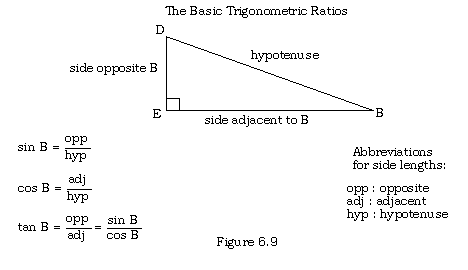 The Basic Trigonometric Ratios
D
hypotenuse
side opposite B
E
B
side adjacent to B
sin B = opp/hyp
cos B = adj/hyp
tan B = opp/adj = sin B/cos B
Abbreviations
for side lengths:
opp : opposite
adj : adjacent
hyp : hypotenuse
Figure 6.9